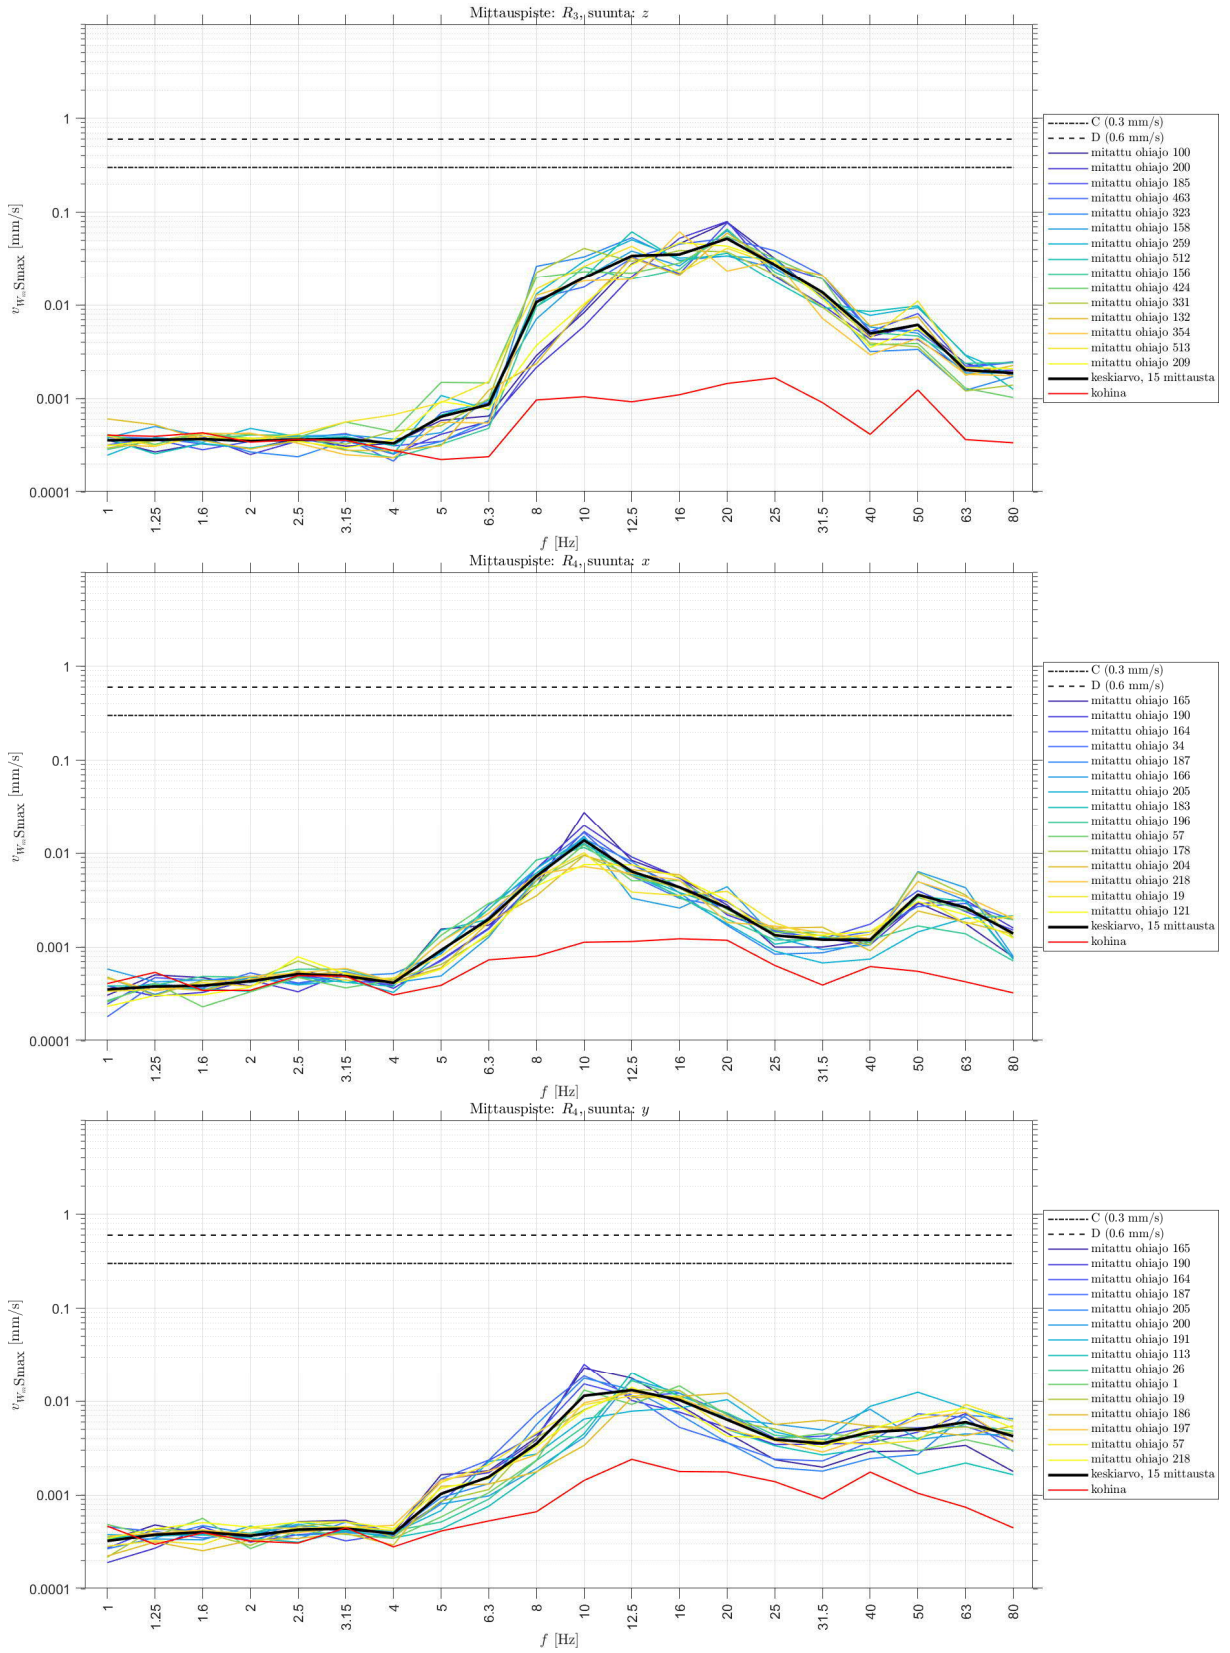 Mittauspiste: R₃, suunta: z
v_{W_m}Smax [mm/s]
1
0.1
0.01
0.001
0.0001
1 1.25 1.6 2 2.5 3.15 4 5 6.3 8 10 12.5 16 20 25 31.5 40 50 63 80
f [Hz]
C (0.3 mm/s)
D (0.6 mm/s)
mitattu ohiajo 100
mitattu ohiajo 200
mitattu ohiajo 185
mitattu ohiajo 463
mitattu ohiajo 323
mitattu ohiajo 158
mitattu ohiajo 259
mitattu ohiajo 512
mitattu ohiajo 156
mitattu ohiajo 424
mitattu ohiajo 331
mitattu ohiajo 132
mitattu ohiajo 354
mitattu ohiajo 513
mitattu ohiajo 209
keskiarvo, 15 mittausta
kohina
Mittauspiste: R₄, suunta: x
v_{W_m}Smax [mm/s]
1
0.1
0.01
0.001
0.0001
1 1.25 1.6 2 2.5 3.15 4 5 6.3 8 10 12.5 16 20 25 31.5 40 50 63 80
f [Hz]
C (0.3 mm/s)
D (0.6 mm/s)
mitattu ohiajo 165
mitattu ohiajo 190
mitattu ohiajo 164
mitattu ohiajo 34
mitattu ohiajo 187
mitattu ohiajo 166
mitattu ohiajo 205
mitattu ohiajo 183
mitattu ohiajo 196
mitattu ohiajo 57
mitattu ohiajo 178
mitattu ohiajo 204
mitattu ohiajo 218
mitattu ohiajo 19
mitattu ohiajo 121
keskiarvo, 15 mittausta
kohina
Mittauspiste: R₄, suunta: y
v_{W_m}Smax [mm/s]
1
0.1
0.01
0.001
0.0001
1 1.25 1.6 2 2.5 3.15 4 5 6.3 8 10 12.5 16 20 25 31.5 40 50 63 80
f [Hz]
C (0.3 mm/s)
D (0.6 mm/s)
mitattu ohiajo 165
mitattu ohiajo 190
mitattu ohiajo 164
mitattu ohiajo 187
mitattu ohiajo 205
mitattu ohiajo 200
mitattu ohiajo 191
mitattu ohiajo 113
mitattu ohiajo 26
mitattu ohiajo 1
mitattu ohiajo 19
mitattu ohiajo 186
mitattu ohiajo 197
mitattu ohiajo 57
mitattu ohiajo 218
keskiarvo, 15 mittausta
kohina